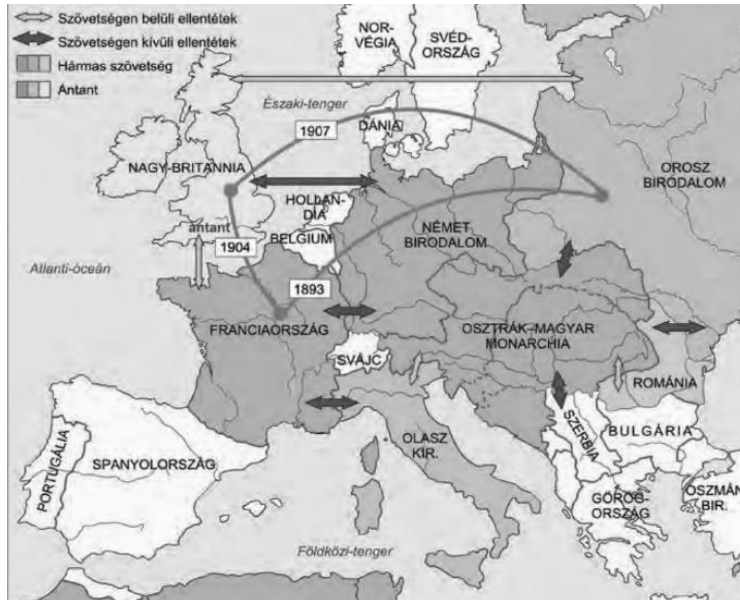 Szövetségen belüli ellentétek
Szövetségen kívüli ellentétek
Hármas szövetség
Antant
NOR-
VÉGIA
SVÉD-
ORSZÁG
Északi-tenger
1907
DÁNIA
NAGY-BRITANNIA
OROSZ
BIRODALOM
HOLLAN-
DIA
antant
BELGIUM
NÉMET
BIRODALOM
1904
Atlanti-óceán
1893
FRANCIAORSZÁG
OSZTRÁK–MAGYAR
MONARCHIA
SVÁJC
ROMÁNIA
PORTUGÁLIA
SPANYOLORSZÁG
OLASZ
KIR.
SZERBIA
BULGÁRIA
GÖRÖG-
ORSZÁG
OSZMÁN
BIR.
Földközi-tenger